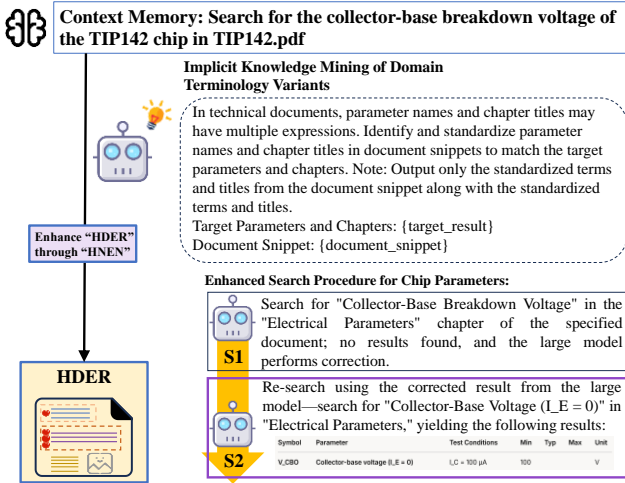 Context Memory: Search for the collector-base breakdown voltage of
the TIP142 chip in TIP142.pdf
Implicit Knowledge Mining of Domain
Terminology Variants
In technical documents, parameter names and chapter titles may
have multiple expressions. Identify and standardize parameter
names and chapter titles in document snippets to match the target
parameters and chapters. Note: Output only the standardized terms
and titles from the document snippet along with the standardized
terms and titles.
Target Parameters and Chapters: {target_result}
Document Snippet: {document_snippet}
Enhance “HDER”
through “HNEN”
Enhanced Search Procedure for Chip Parameters:
Search for "Collector-Base Breakdown Voltage" in the
"Electrical Parameters" chapter of the specified
document; no results found, and the large model
performs correction.
S1
HDER
Re-search using the corrected result from the large
model—search for "Collector-Base Voltage (I_E = 0)" in
"Electrical Parameters," yielding the following results:
S2
Symbol Parameter Test Conditions Min Typ Max Unit
V_CBO Collector-base voltage (I_E = 0) I_C = 100 µA 100 V